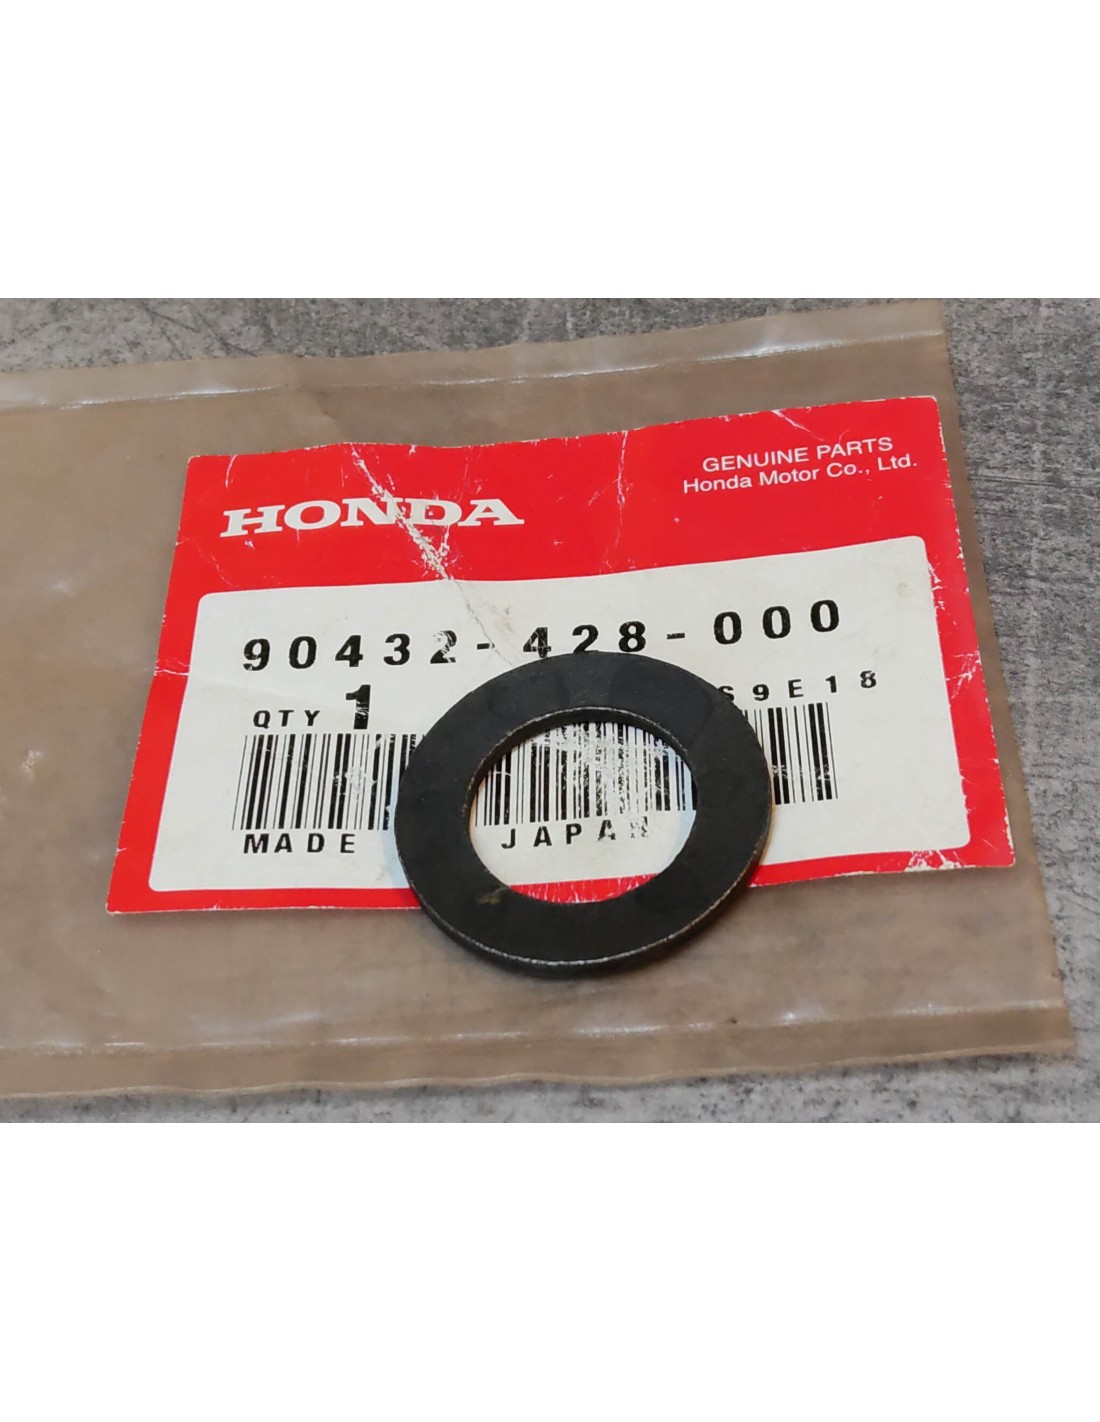 HONDA
GENUINE PARTS
Honda Motor Co., Ltd.
90432-428-000
QTY 1
S9E18
MADE JAPAN